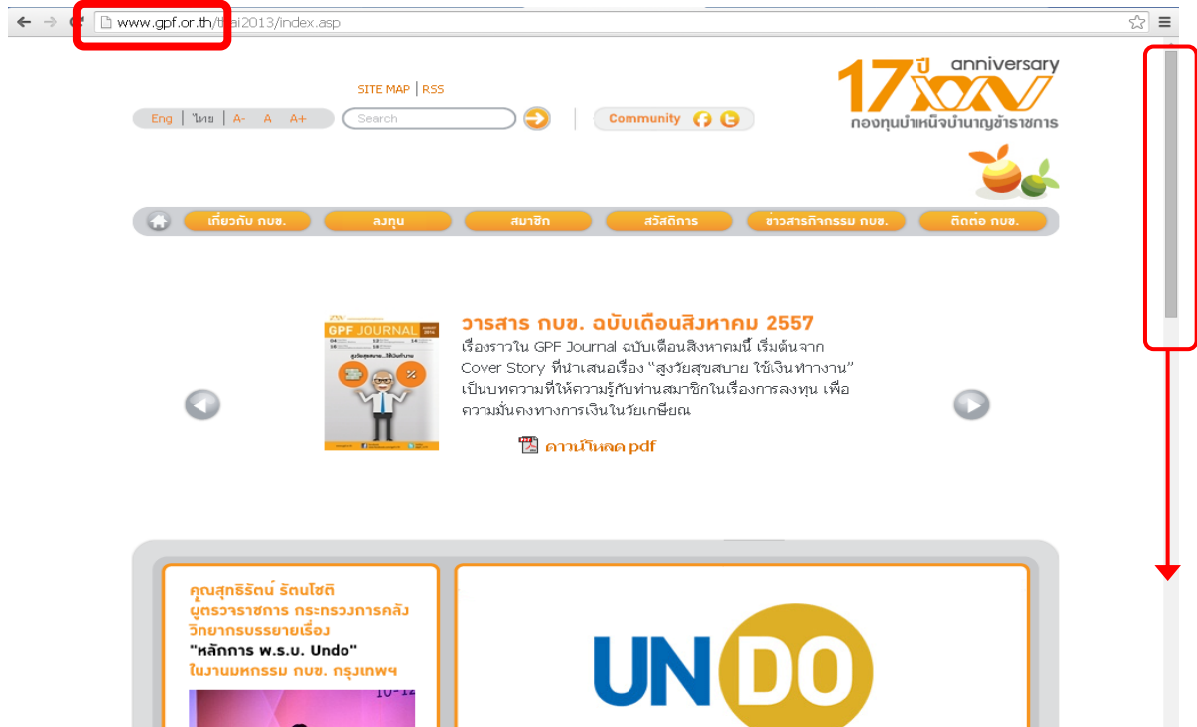 www.gpf.or.th/thai2013/index.asp
SITE MAP | RSS
17 ปี anniversary
Eng | ไทย | A- A A+
Search
Community
กองทุนบำเหน็จบำนาญข้าราชการ
เกี่ยวกับ กบข.
ลงทุน
สมาชิก
สวัสดิการ
ข่าวสารกิจกรรม กบข.
ติดต่อ กบข.
GPF JOURNAL
วารสาร กบข. ฉบับเดือนสิงหาคม 2557
เรื่องราวใน GPF Journal ฉบับเดือนสิงหาคมนี้ เริ่มต้นจาก
Cover Story ที่นำเสนอเรื่อง "สูงวัยสุขสบาย ใช้เงินทำางาน"
เป็นบทความที่ให้ความรู้กับท่านสมาชิกในเรื่องการลงทุน เพื่อ
ความมั่นคงทางการเงินในวัยเกษียณ
ดาวน์โหลด pdf
คุณสุทธิรัตน์ รัตนโชติ
ผู้ตรวจราชการ กระทรวงการคลัง
วิทยากรบรรยายเรื่อง
"หลักการ พ.ร.บ. Undo"
ในงานมหกรรม กบข. กรุงเทพฯ
10-12
UNDO